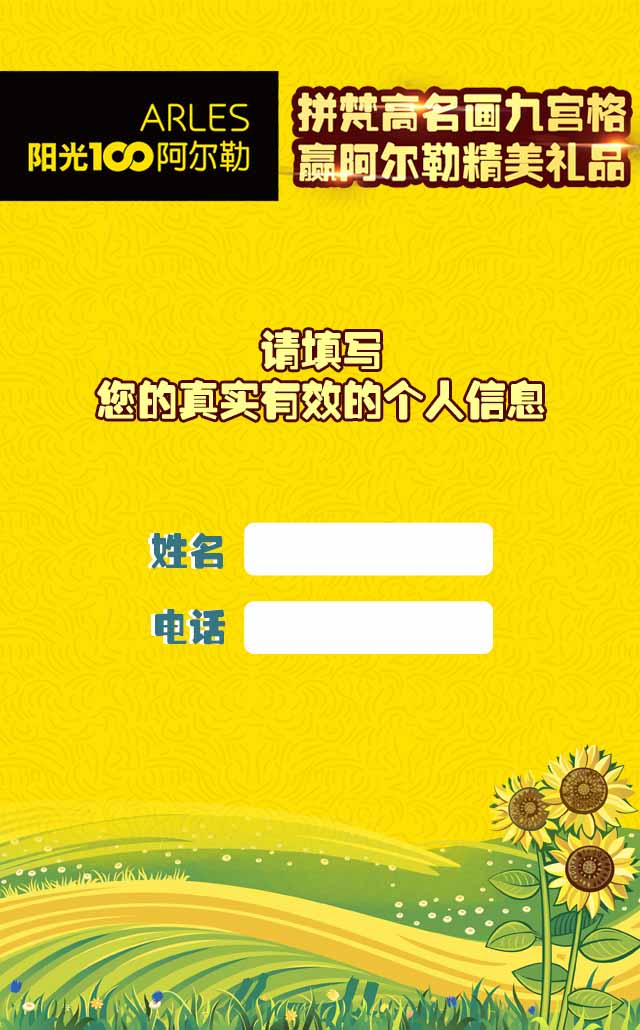 ARLES
阳光100阿尔勒
拼梵高名画九宫格
赢阿尔勒精美礼品
请填写
您的真实有效的个人信息
姓名
电话